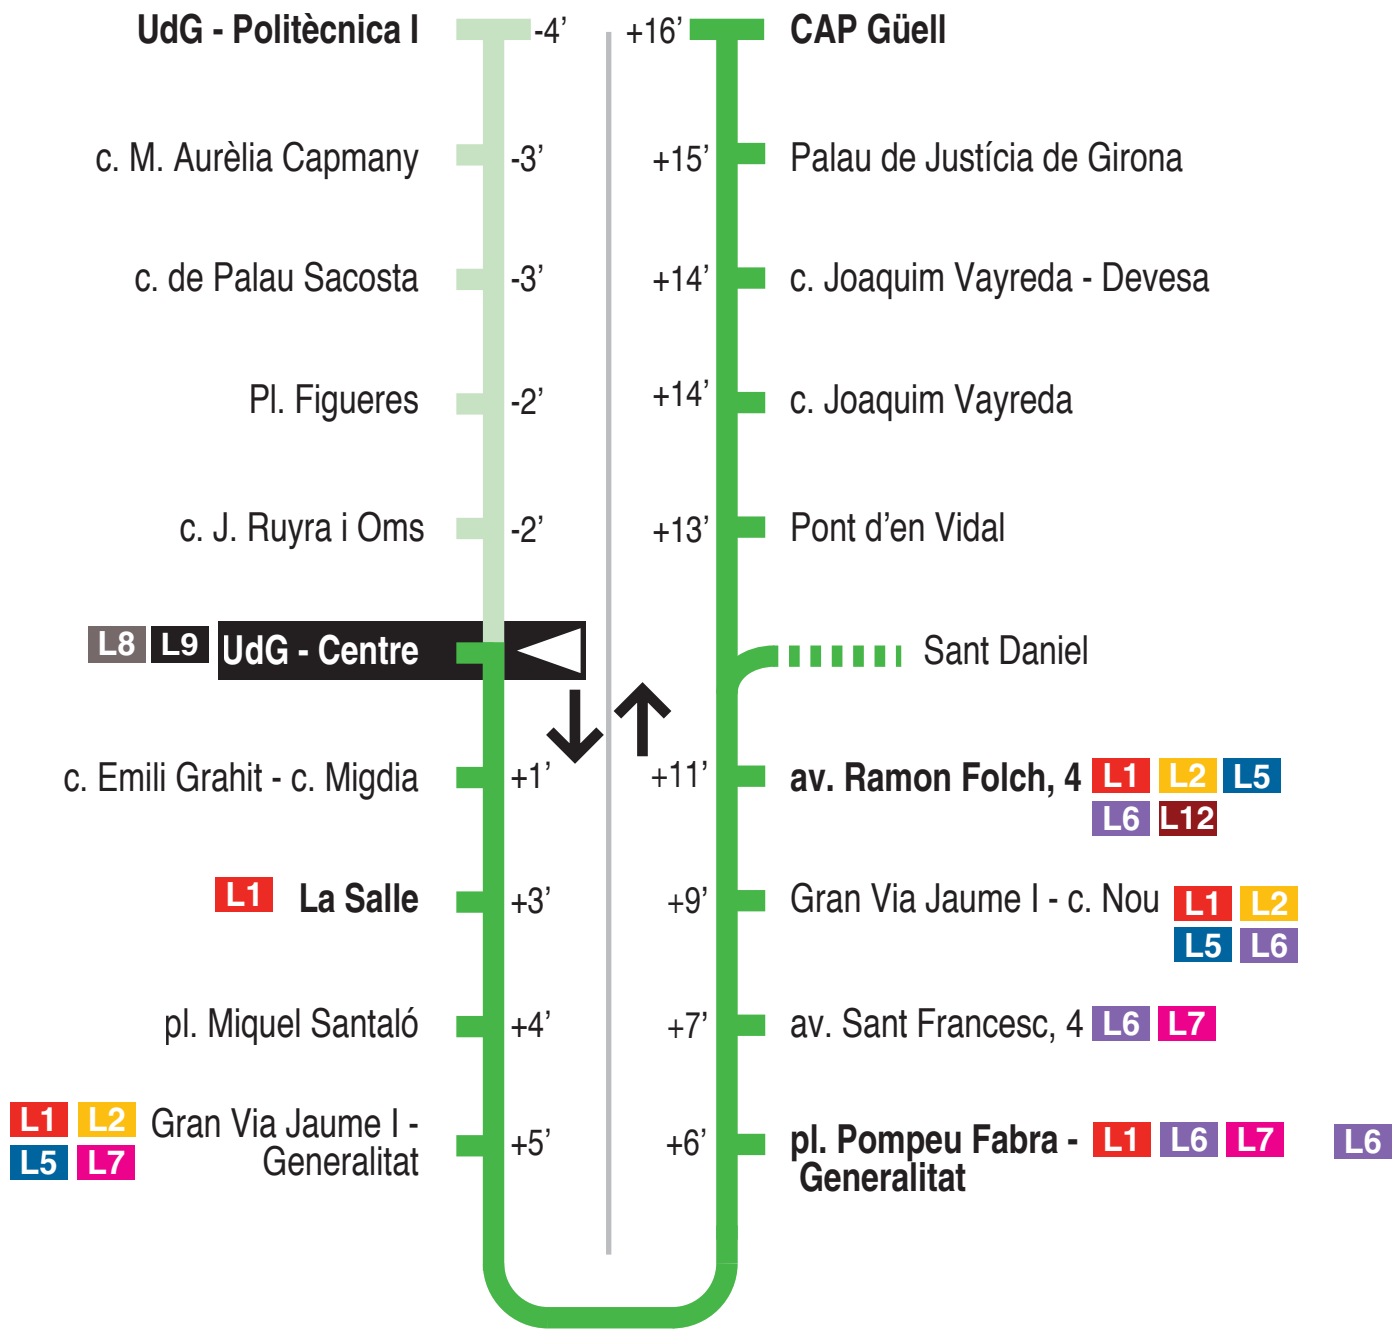 UdG - Politècnica I -4’
c. M. Aurèlia Capmany -3’
c. de Palau Sacosta -3’
Pl. Figueres -2’
c. J. Ruyra i Oms -2’
L8 L9 UdG - Centre
c. Emili Grahit - c. Migdia +1’
L1 La Salle +3’
pl. Miquel Santaló +4’
L1 L2 Gran Via Jaume I -
L5 L7 Generalitat +5’
+16’ CAP Güell
+15’ Palau de Justícia de Girona
+14’ c. Joaquim Vayreda - Devesa
+14’ c. Joaquim Vayreda
+13’ Pont d’en Vidal
Sant Daniel
+11’ av. Ramon Folch, 4 L1 L2 L5
L6 L12
+9’ Gran Via Jaume I - c. Nou L1 L2
L5 L6
+7’ av. Sant Francesc, 4 L6 L7
+6’ pl. Pompeu Fabra - L1 L6 L7 L6
Generalitat